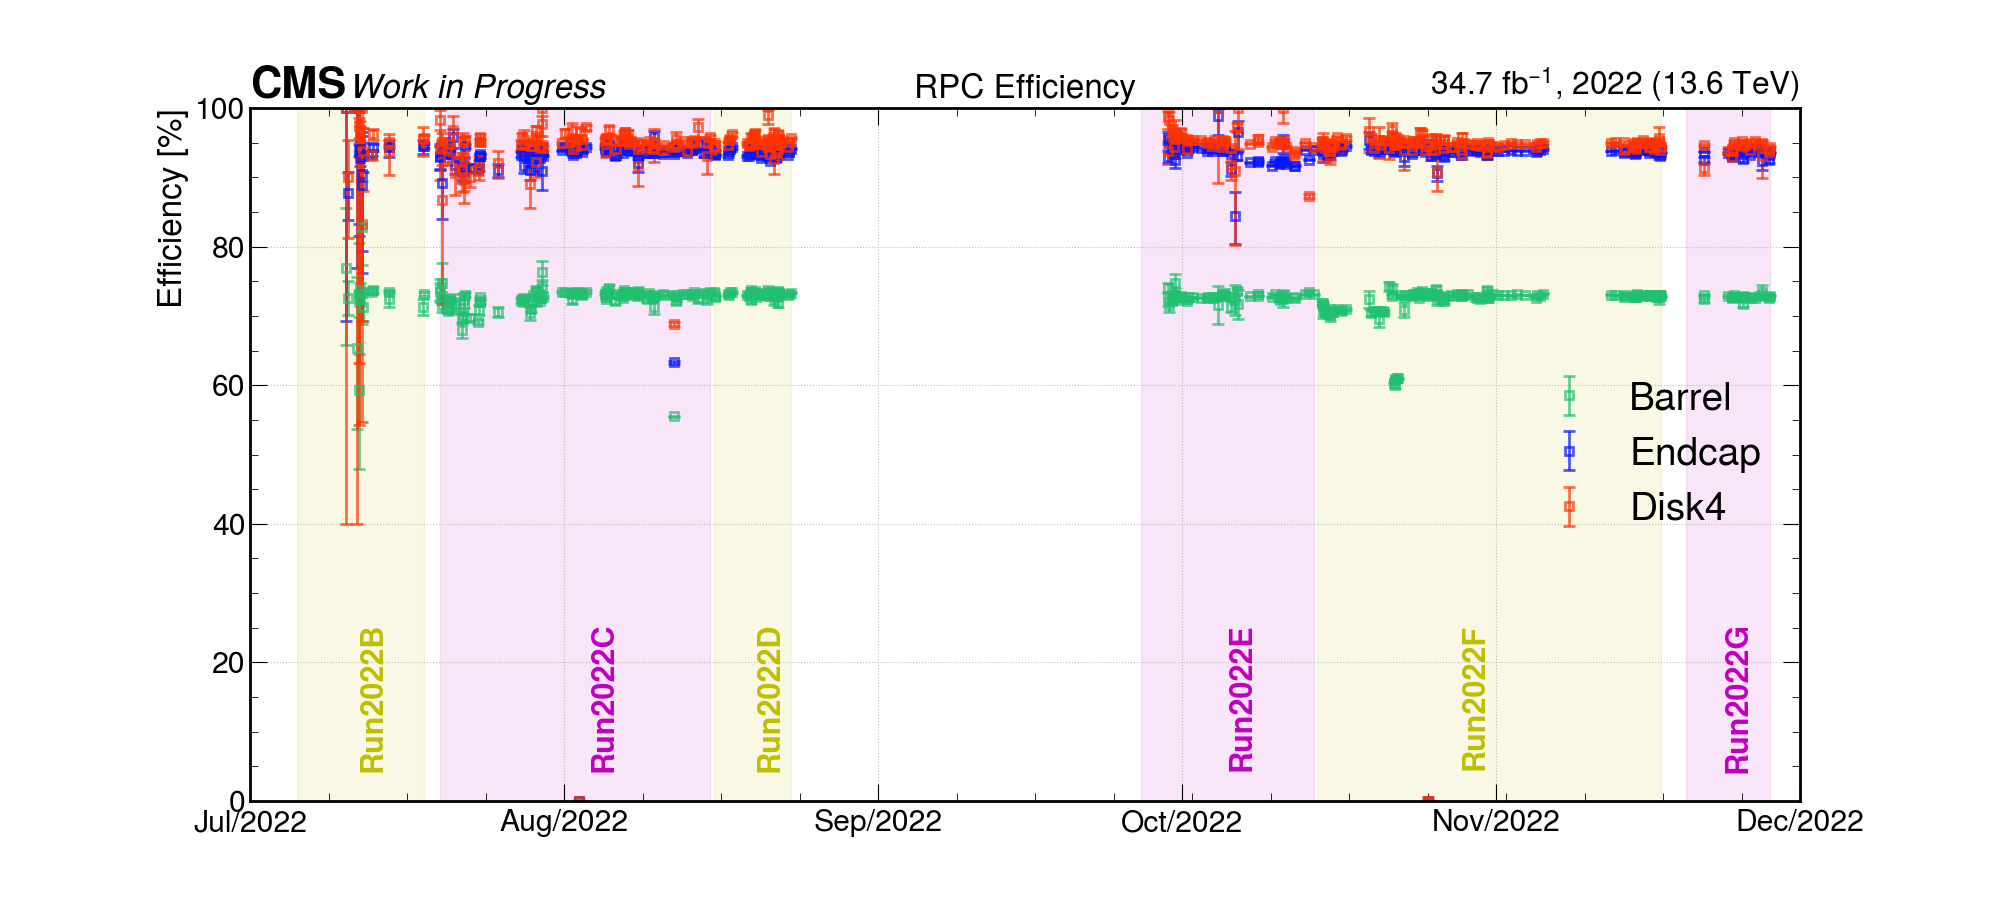 CMS Work in Progress RPC Efficiency 34.7 fb⁻¹, 2022 (13.6 TeV)
Efficiency [%]
100
80
60
40
20
0
Barrel
Endcap
Disk4
Run2022B
Run2022C
Run2022D
Run2022E
Run2022F
Run2022G
Jul/2022 Aug/2022 Sep/2022 Oct/2022 Nov/2022 Dec/2022